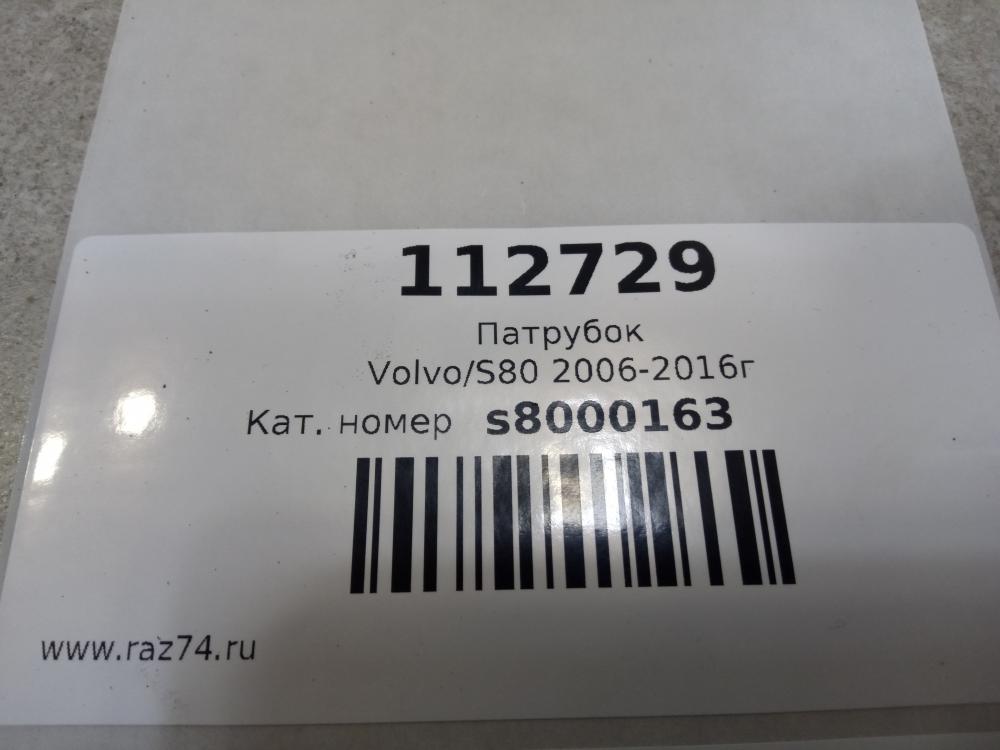 112729
Патрубок
Volvo/S80 2006-2016г
Кат. номер s8000163
www.raz74.ru